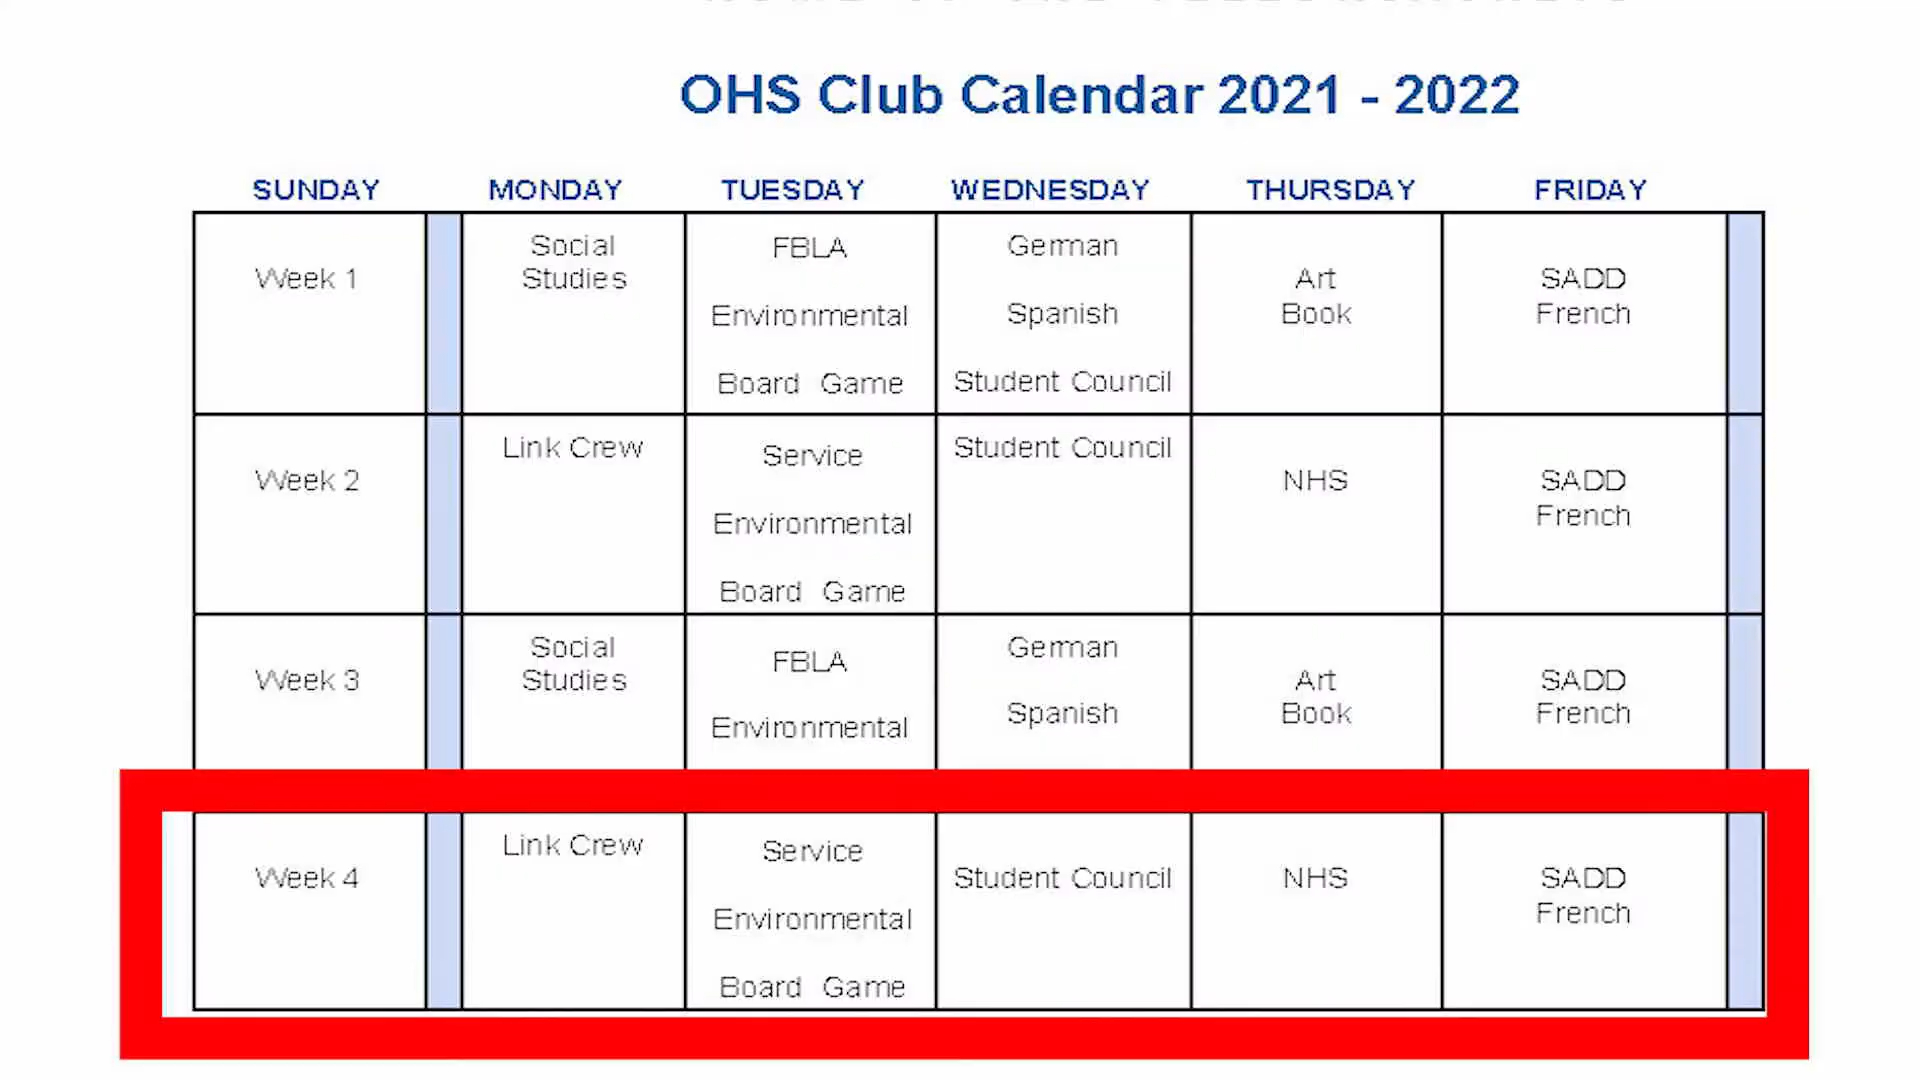 OHS Club Calendar 2021 - 2022
SUNDAY MONDAY TUESDAY WEDNESDAY THURSDAY FRIDAY
Week 1
Social
Studies
FBLA
Environmental
Board Game
German
Spanish
Student Council
Art
Book
SADD
French
Week 2
Link Crew
Service
Environmental
Board Game
Student Council
NHS
SADD
French
Week 3
Social
Studies
FBLA
Environmental
German
Spanish
Art
Book
SADD
French
Week 4
Link Crew
Service
Environmental
Board Game
Student Council
NHS
SADD
French